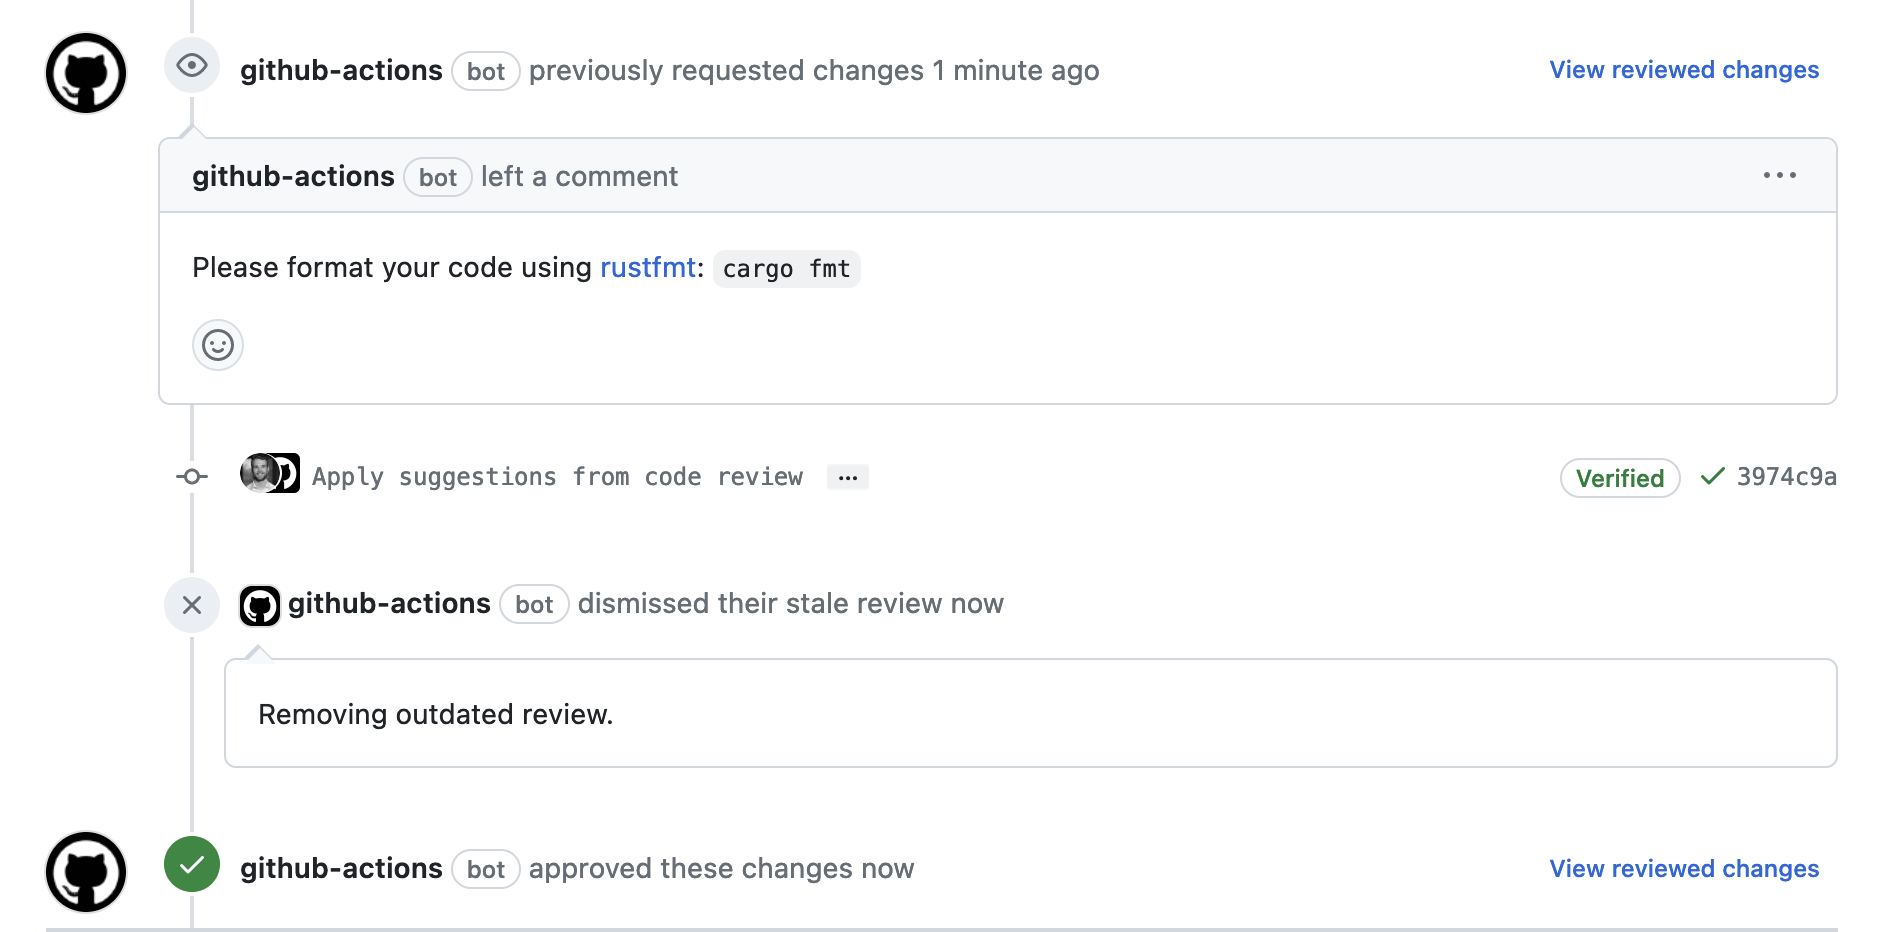 github-actions bot previously requested changes 1 minute ago View reviewed changes
github-actions bot left a comment ...
Please format your code using rustfmt: cargo fmt
Apply suggestions from code review ... Verified 3974c9a
github-actions bot dismissed their stale review now
Removing outdated review.
github-actions bot approved these changes now View reviewed changes